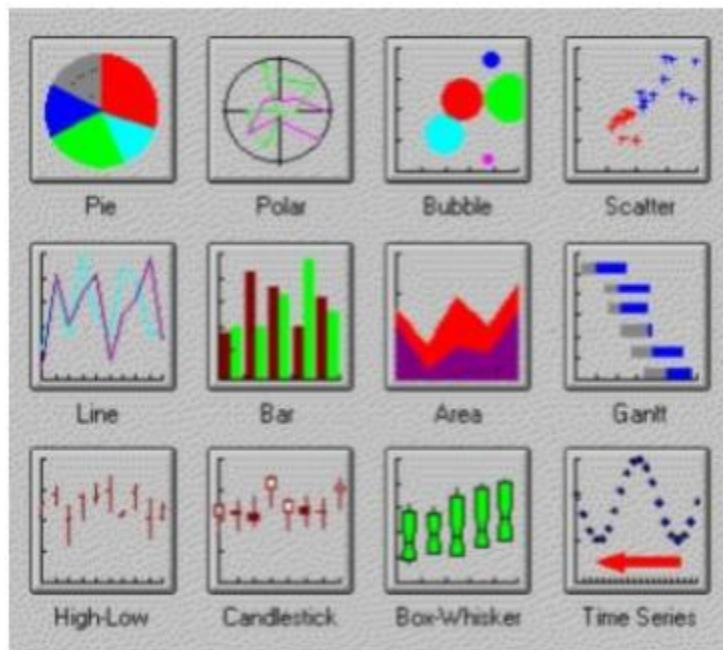 Pie Polar Bubble Scatter
Line Bar Area Gantt
High-Low Candlestick Box-Whisker Time Series